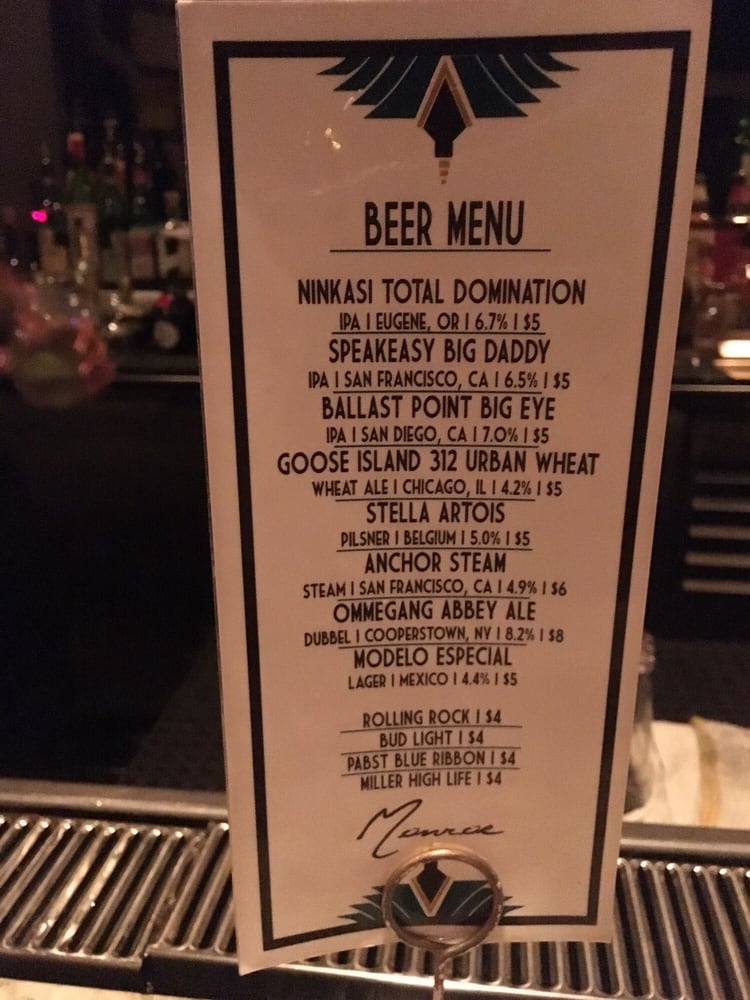 BEER MENU
NINKASI TOTAL DOMINATION
IPA | EUGENE, OR | 6.7% | $5
SPEAKEASY BIG DADDY
IPA | SAN FRANCISCO, CA | 6.5% | $5
BALLAST POINT BIG EYE
IPA | SAN DIEGO, CA | 7.0% | $5
GOOSE ISLAND 312 URBAN WHEAT
WHEAT ALE | CHICAGO, IL | 4.2% | $5
STELLA ARTOIS
PILSNER | BELGIUM | 5.0% | $5
ANCHOR STEAM
STEAM | SAN FRANCISCO, CA | 4.9% | $6
OMMEGANG ABBEY ALE
DUBBEL | COOPERSTOWN, NY | 8.2% | $8
MODELO ESPECIAL
LAGER | MEXICO | 4.4% | $5
ROLLING ROCK | $4
BUD LIGHT | $4
PABST BLUE RIBBON | $4
MILLER HIGH LIFE | $4
Monroe